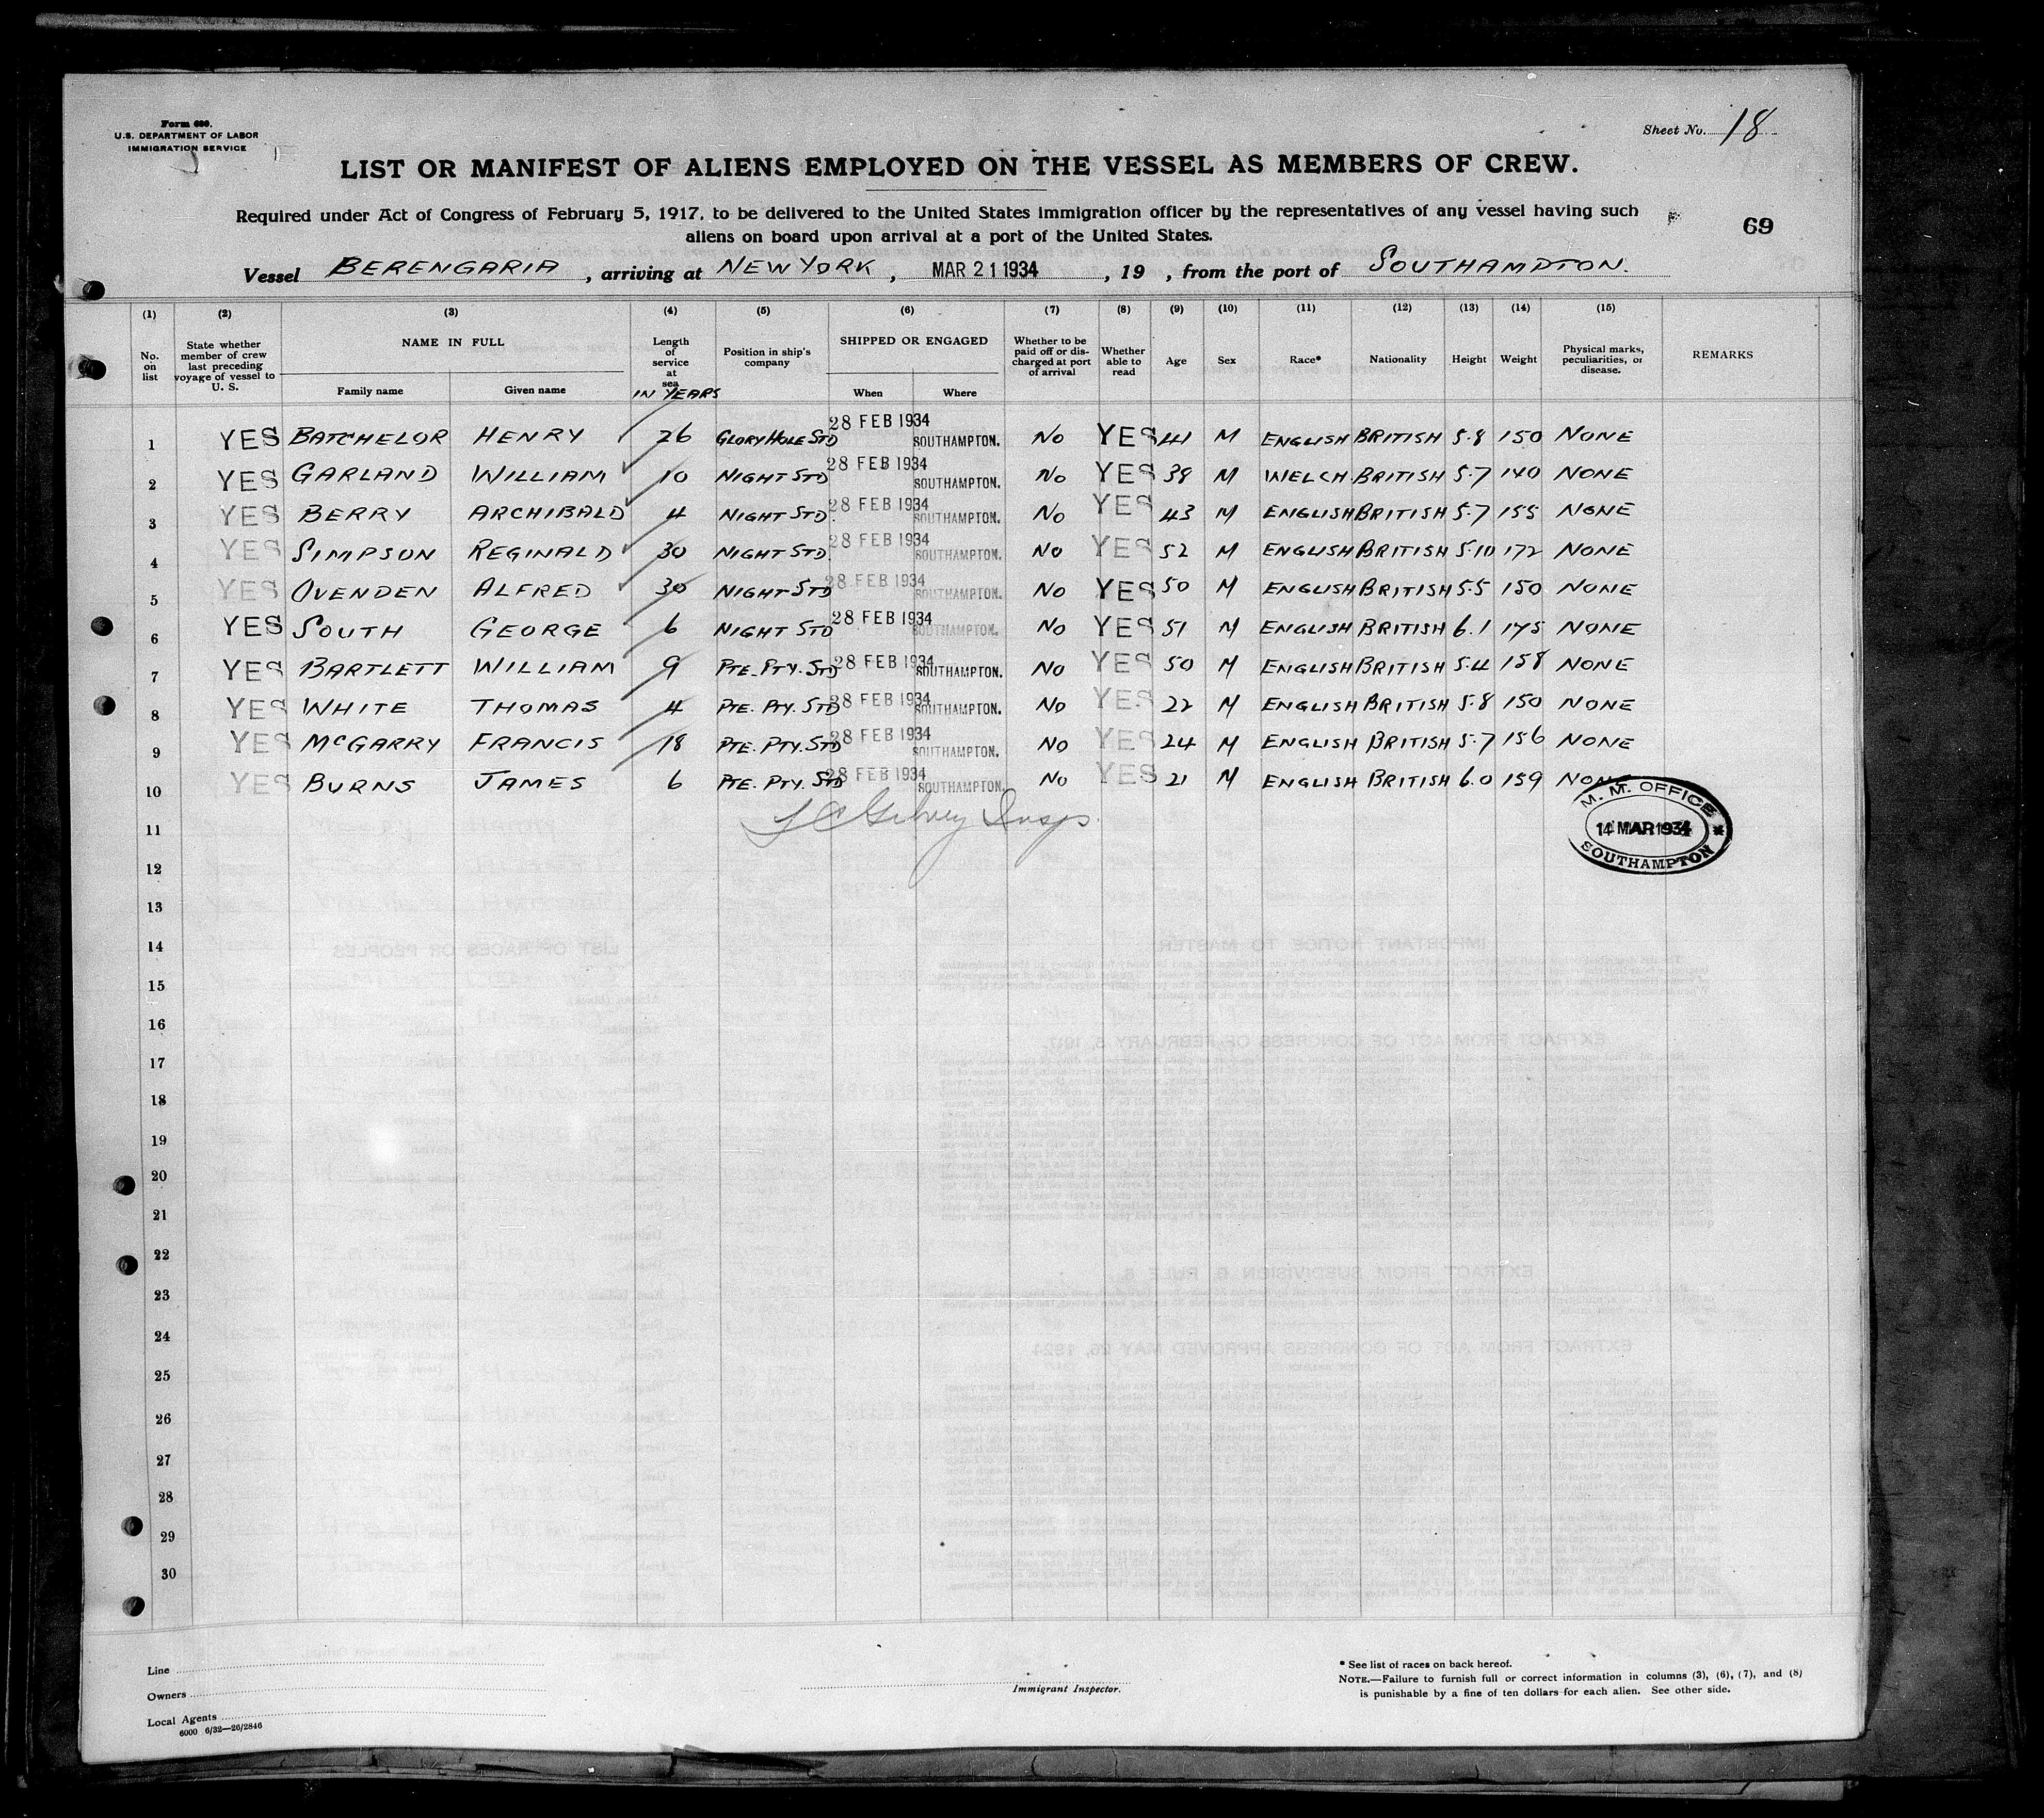 Form 680.
U.S. DEPARTMENT OF LABOR
IMMIGRATION SERVICE
Sheet No. 18
LIST OR MANIFEST OF ALIENS EMPLOYED ON THE VESSEL AS MEMBERS OF CREW.
Required under Act of Congress of February 5, 1917, to be delivered to the United States immigration officer by the representatives of any vessel having such
aliens on board upon arrival at a port of the United States.
69
Vessel BERENGARIA, arriving at NEW YORK, MAR 21 1934, 19 , from the port of SOUTHAMPTON.
(1) (2) (3) (4) (5) (6) (7) (8) (9) (10) (11) (12) (13) (14) (15)
No. on list
State whether member of crew last preceding voyage of vessel to U. S.
NAME IN FULL
Family name
Given name
Length of service at sea
IN YEARS
Position in ship's company
SHIPPED OR ENGAGED
When
Where
Whether to be paid off or discharged at port of arrival
Whether able to read
Age
Sex
Race*
Nationality
Height
Weight
Physical marks, peculiarities, or disease.
REMARKS
1 YES BATCHELOR HENRY 26 GLORY HOLE STD 28 FEB 1934 SOUTHAMPTON. NO YES 41 M ENGLISH BRITISH 5.8 150 NONE
2 YES GARLAND WILLIAM 10 NIGHT STD 28 FEB 1934 SOUTHAMPTON. NO YES 38 M WELCH BRITISH 5.7 140 NONE
3 YES BERRY ARCHIBALD 4 NIGHT STD. 28 FEB 1934 SOUTHAMPTON. NO YES 43 M ENGLISH BRITISH 5.7 155 NONE
4 YES SIMPSON REGINALD 30 NIGHT STD. 28 FEB 1934 SOUTHAMPTON. NO YES 52 M ENGLISH BRITISH 5.10 172 NONE
5 YES OVENDEN ALFRED 30 NIGHT STD 28 FEB 1934 SOUTHAMPTON. NO YES 50 M ENGLISH BRITISH 5.5 150 NONE
6 YES SOUTH GEORGE 6 NIGHT STD 28 FEB 1934 SOUTHAMPTON. NO YES 51 M ENGLISH BRITISH 6.1 175 NONE
7 YES BARTLETT WILLIAM 9 PTE. PTY. STD 28 FEB 1934 SOUTHAMPTON. NO YES 50 M ENGLISH BRITISH 5.4 158 NONE
8 YES WHITE THOMAS 4 PTE. PTY. STD 28 FEB 1934 SOUTHAMPTON. NO YES 22 M ENGLISH BRITISH 5.8 150 NONE
9 YES McGARRY FRANCIS 18 PTE. PTY. STD 28 FEB 1934 SOUTHAMPTON. NO YES 24 M ENGLISH BRITISH 5.7 156 NONE
10 YES BURNS JAMES 6 PTE. PTY. STD 28 FEB 1934 SOUTHAMPTON. NO YES 21 M ENGLISH BRITISH 6.0 159 NONE
M. M. OFFICE
14 MAR 1934
SOUTHAMPTON
11
12
13
14
15
16
17
18
19
20
21
22
23
24
25
26
27
28
29
30
Line
Owners
Local Agents
6000 6/32—26/2846
Immigrant Inspector.
* See list of races on back hereof.
NOTE.—Failure to furnish full or correct information in columns (3), (6), (7), and (8)
is punishable by a fine of ten dollars for each alien. See other side.